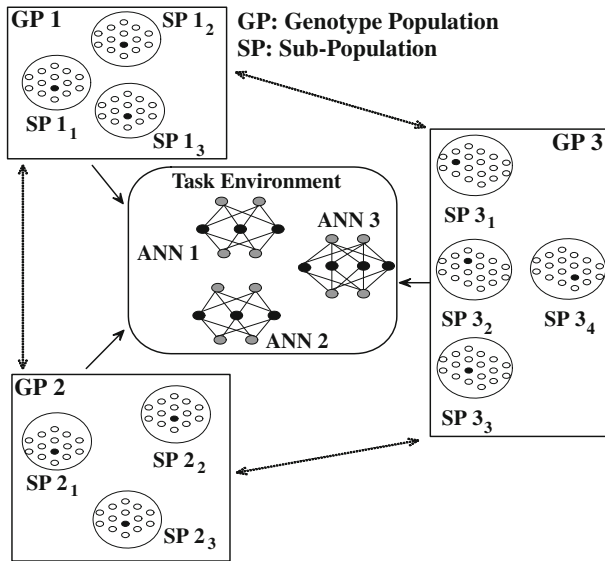 GP 1
SP 1₂
GP: Genotype Population
SP: Sub-Population
SP 1₁
SP 1₃
GP 3
SP 3₁
Task Environment
ANN 1
ANN 3
ANN 2
SP 3₂
SP 3₄
SP 3₃
GP 2
SP 2₁
SP 2₂
SP 2₃